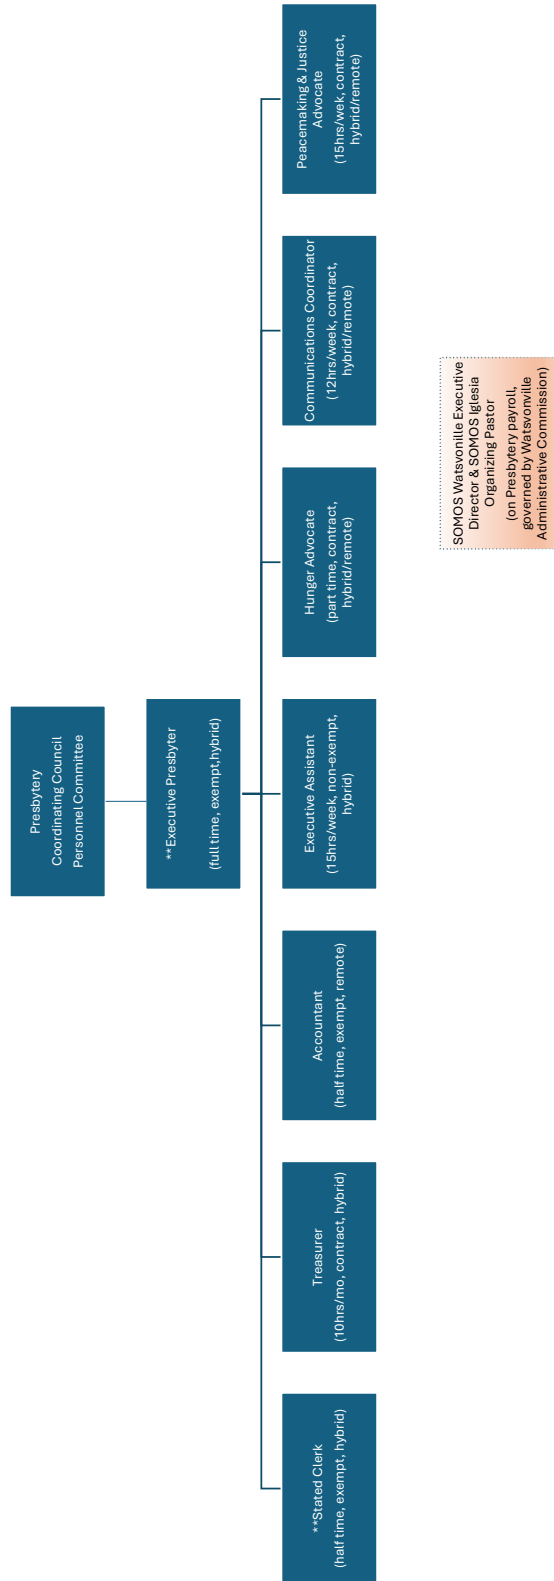 Presbytery
Coordinating Council
Personnel Committee
**Executive Presbyter
(full time, exempt,hybrid)
**Stated Clerk
(half time, exempt, hybrid)
Treasurer
(10hrs/mo, contract, hybrid)
Accountant
(half time, exempt, remote)
Executive Assistant
(15hrs/week, non-exempt,
hybrid)
Hunger Advocate
(part time, contract,
hybrid/remote)
Communications Coordinator
(12hrs/week, contract,
hybrid/remote)
Peacemaking & Justice
Advocate
(15hrs/wek, contract,
hybrid/remote)
SOMOS Watsvonille Executive
Director & SOMOS Iglesia
Organizing Pastor
(on Presbytery payroll,
governed by Watsvonville
Administrative Commission)